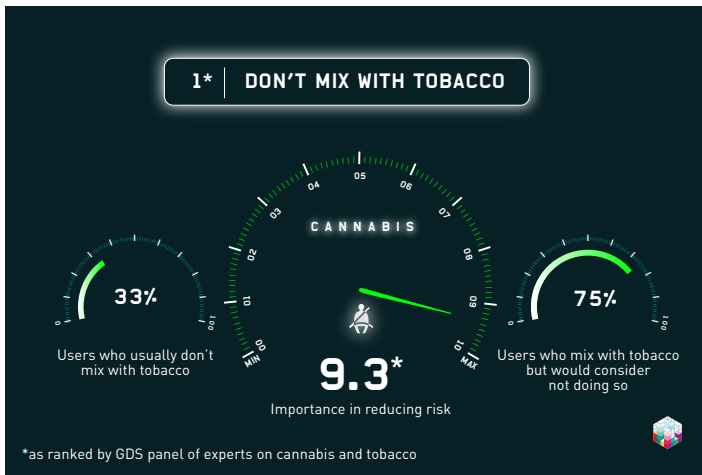 1* | DON'T MIX WITH TOBACCO
CANNABIS
MIN
00
01
02
03
04
05
06
07
08
09
10
MAX
0
33%
100
Users who usually don't
mix with tobacco
9.3*
Importance in reducing risk
0
75%
100
Users who mix with tobacco
but would consider
not doing so
*as ranked by GDS panel of experts on cannabis and tobacco